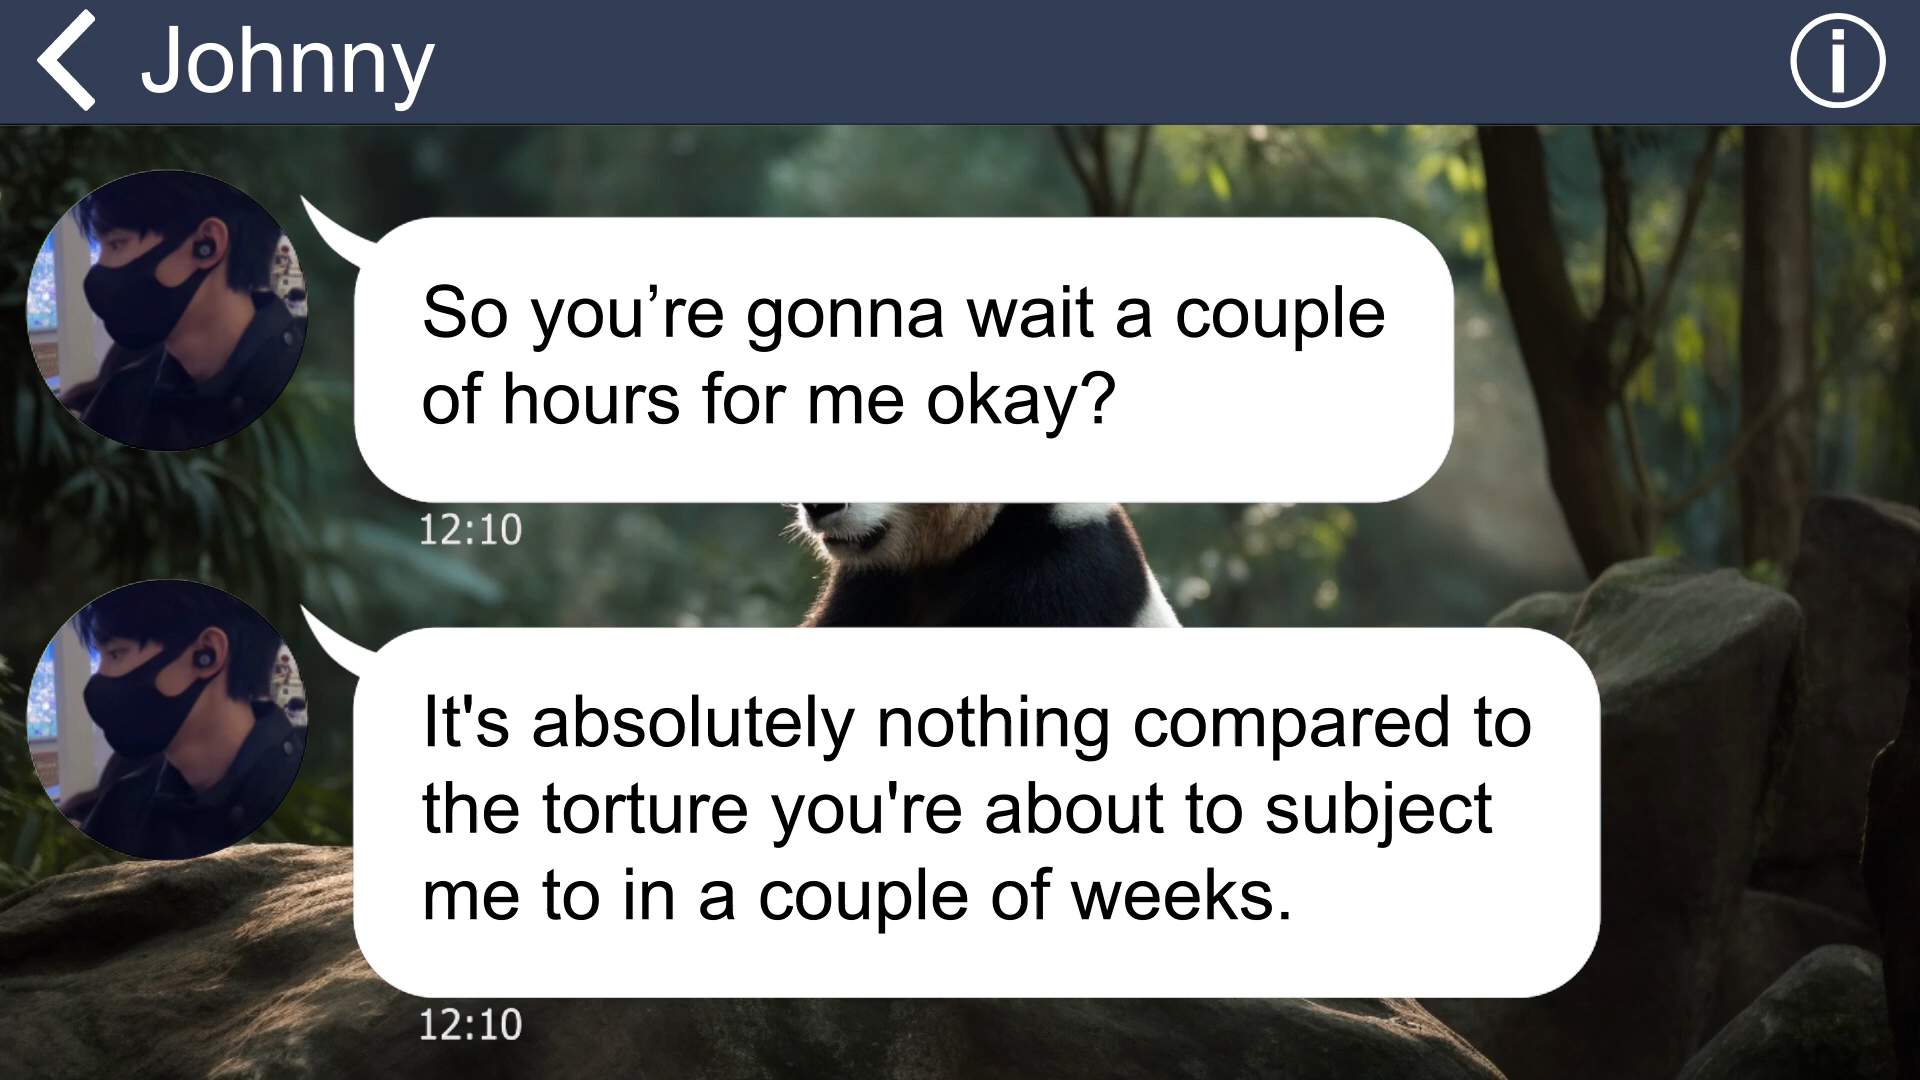 Johnny
So you’re gonna wait a couple
of hours for me okay?
12:10
It's absolutely nothing compared to
the torture you're about to subject
me to in a couple of weeks.
12:10